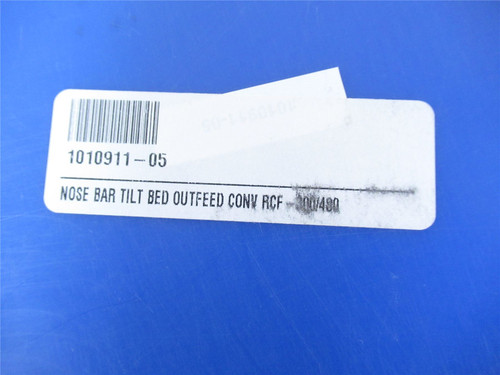 1010911-05
NOSE BAR TILT BED OUTFEED CONV RCF